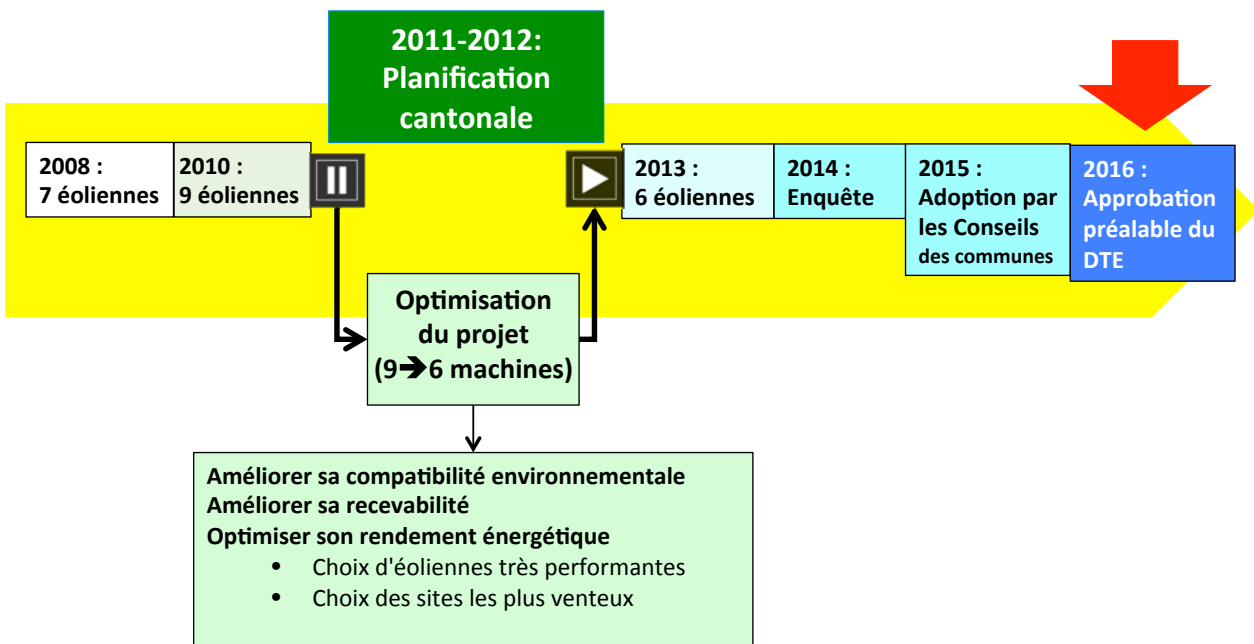 2011-2012:
Planification
cantonale
2008 :
7 éoliennes
2010 :
9 éoliennes
2013 :
6 éoliennes
2014 :
Enquête
2015 :
Adoption par
les Conseils
des communes
2016 :
Approbation
préalable du
DTE
Optimisation
du projet
(9➔6 machines)
Améliorer sa compatibilité environnementale
Améliorer sa recevabilité
Optimiser son rendement énergétique
• Choix d'éoliennes très performantes
• Choix des sites les plus venteux